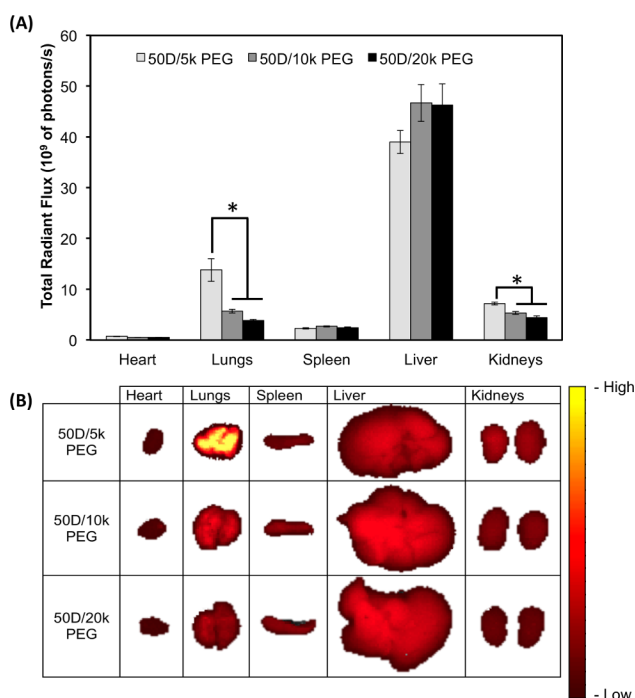 (A)
60
50D/5k PEG 50D/10k PEG 50D/20k PEG
50
40
30
20
10
0
Total Radiant Flux (10⁹ of photons/s)
*
*
Heart Lungs Spleen Liver Kidneys
(B)
Heart Lungs Spleen Liver Kidneys
- High
50D/5k
PEG
50D/10k
PEG
50D/20k
PEG
- Low